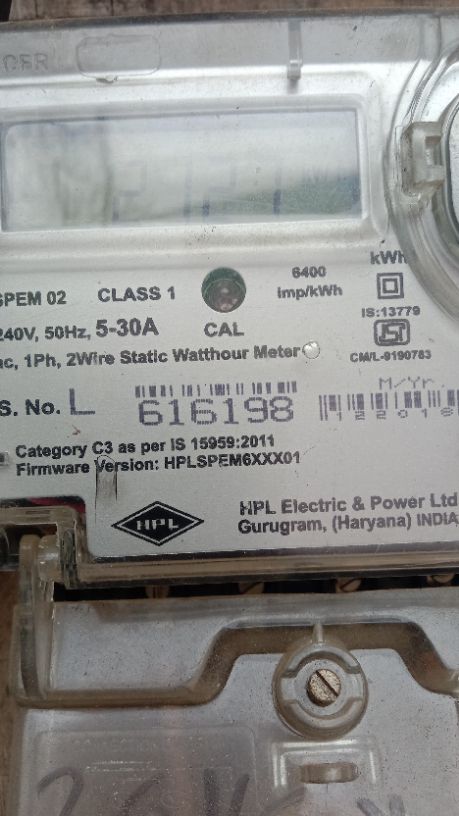 SPEM 02 CLASS 1
240V, 50Hz, 5-30A CAL
6400 imp/kWh
kWh
IS:13779
CM/L-9190783
ac, 1Ph, 2Wire Static Watthour Meter
S. No. L 616198
M/Yr.
122018
Category C3 as per IS 15959:2011
Firmware Version: HPLSPEM6XXX01
HPL
HPL Electric & Power Ltd
Gurugram, (Haryana) INDIA